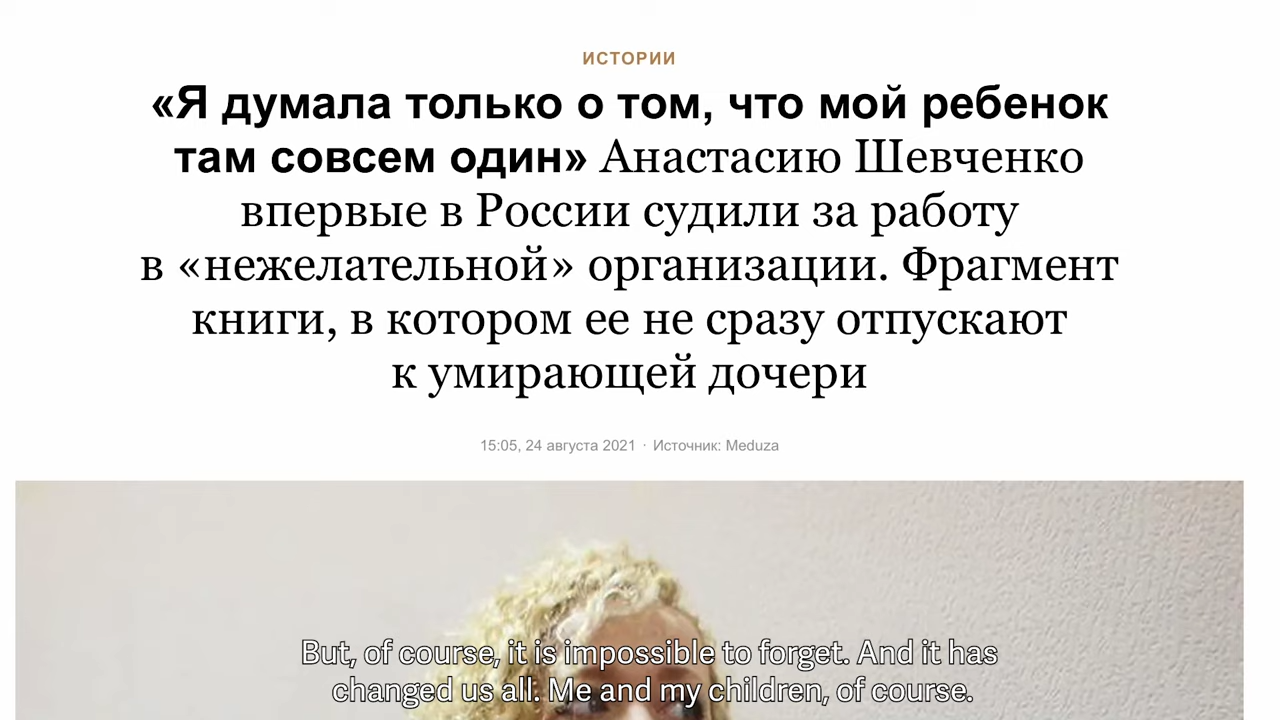 ИСТОРИИ
«Я думала только о том, что мой ребенок
там совсем один» Анастасию Шевченко
впервые в России судили за работу
в «нежелательной» организации. Фрагмент
книги, в котором ее не сразу отпускают
к умирающей дочери
15:05, 24 августа 2021 · Источник: Meduza
But, of course, it is impossible to forget. And it has
changed us all. Me and my children, of course.